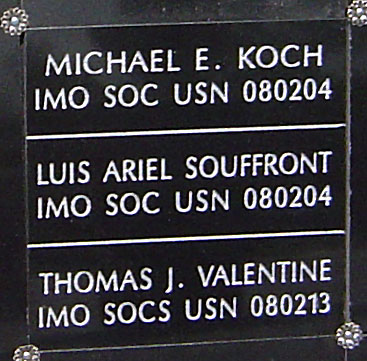 MICHAEL E. KOCH
IMO SOC USN 080204
LUIS ARIEL SOUFFRONT
IMO SOC USN 080204
THOMAS J. VALENTINE
IMO SOCS USN 080213